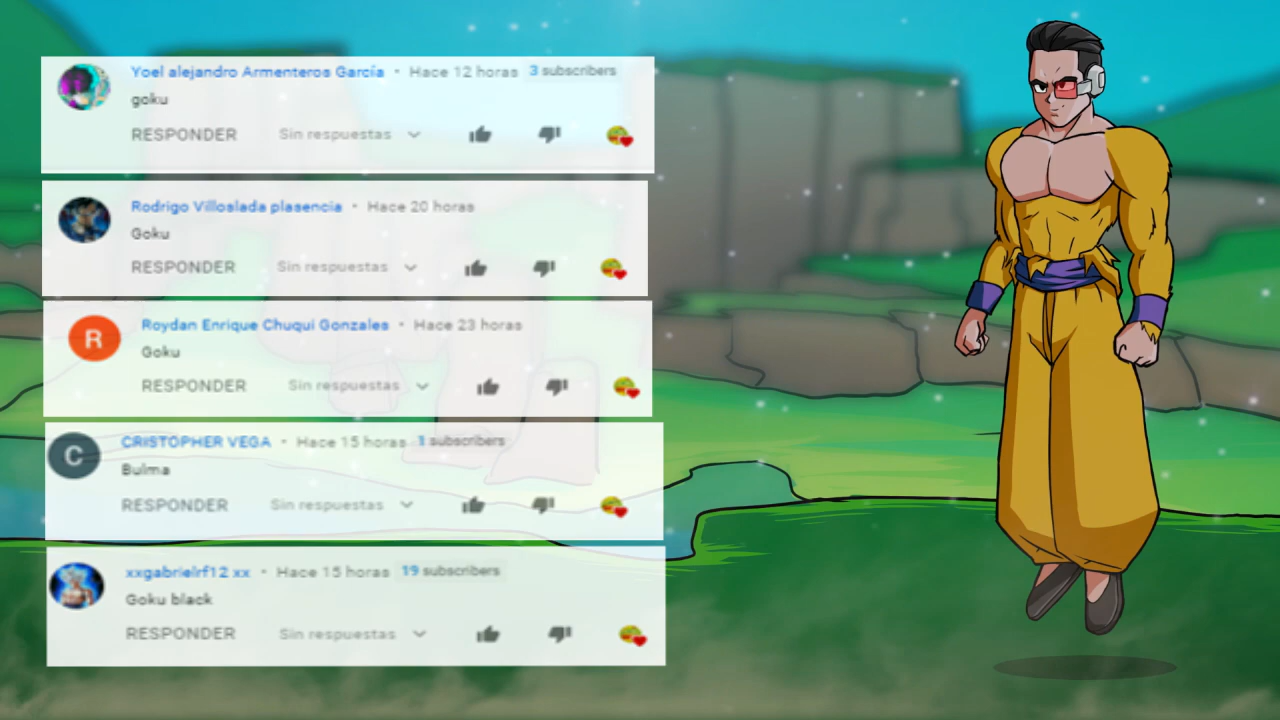 Yoel alejandro Armenteros García • Hace 12 horas 3 subscribers
goku
RESPONDER Sin respuestas
Rodrigo Villoslada plasencia • Hace 20 horas
Goku
RESPONDER Sin respuestas
R
Roydan Enrique Chuqui Gonzales • Hace 23 horas
Goku
RESPONDER Sin respuestas
C
CRISTOPHER VEGA • Hace 15 horas 1 subscribers
Bulma
RESPONDER Sin respuestas
xxgabrielrf12 xx • Hace 15 horas 19 subscribers
Goku black
RESPONDER Sin respuestas